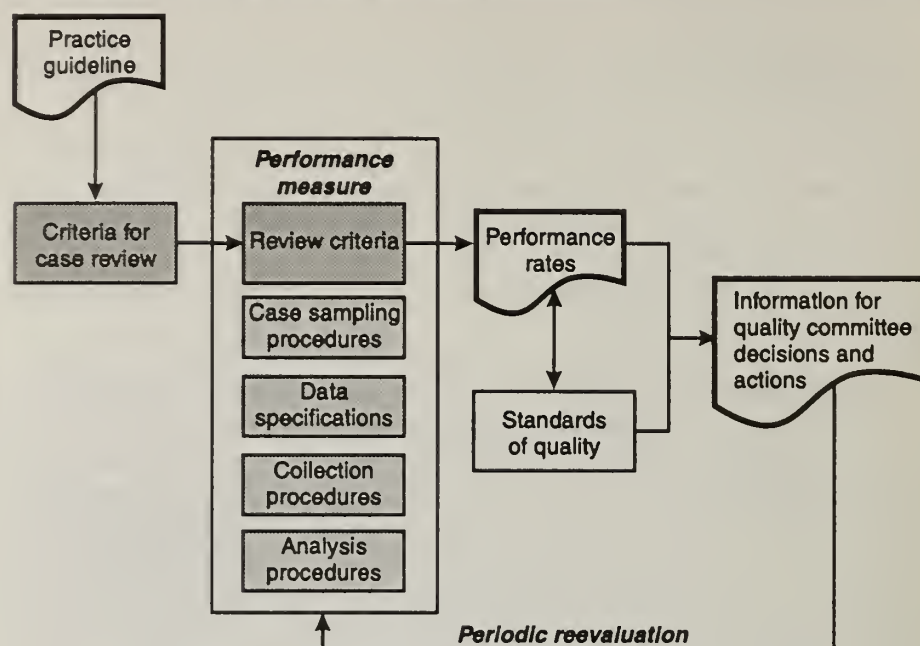 Practice
guideline
Performance
measure
Criteria for
case review
Review criteria
Case sampling
procedures
Data
specifications
Collection
procedures
Analysis
procedures
Performance
rates
Standards
of quality
Information for
quality committee
decisions and
actions
Periodic reevaluation